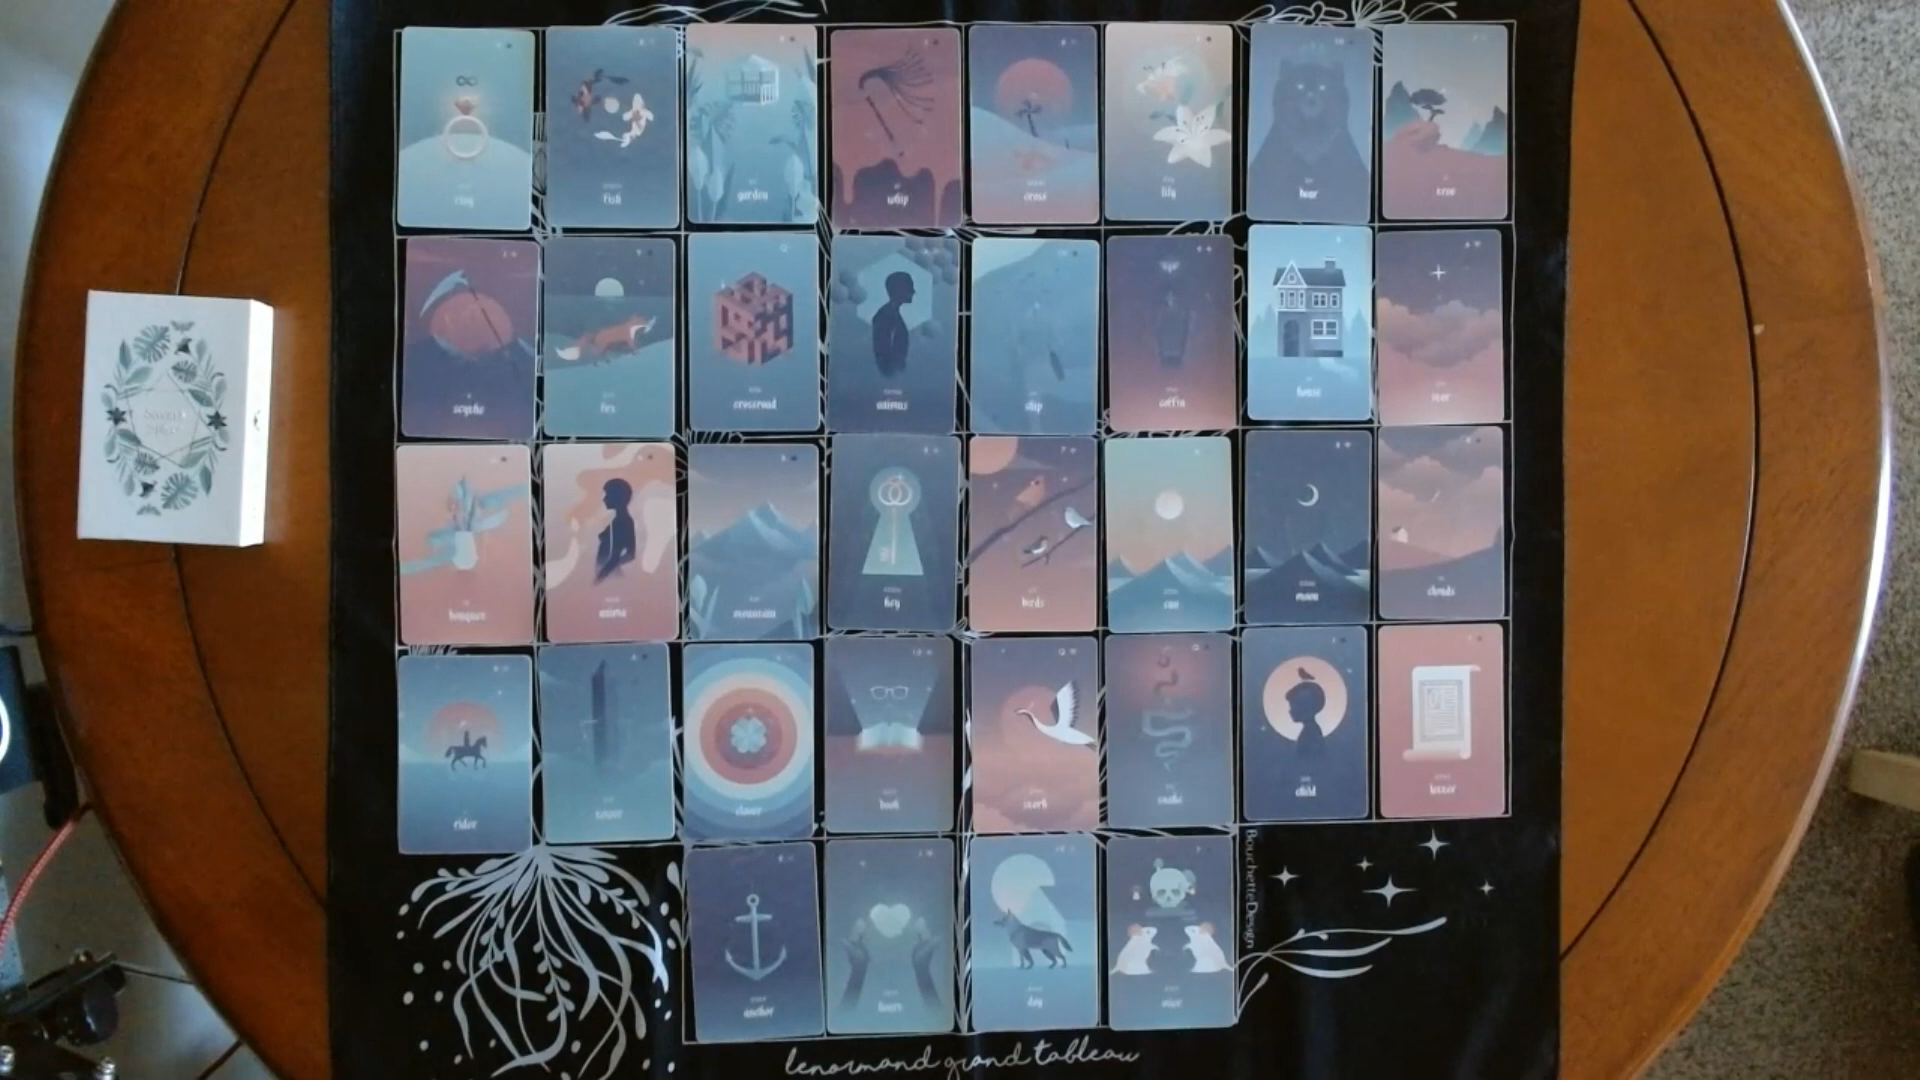 ring
fish
garden
whip
cross
lily
bear
tree
scythe
fox
crossroad
animus
ship
coffin
house
star
bouquet
anima
mountain
key
birds
sun
moon
clouds
rider
tower
clover
book
stork
snake
child
letter
anchor
heart
dog
mice
BouchetteDesign
lenormand grand tableau